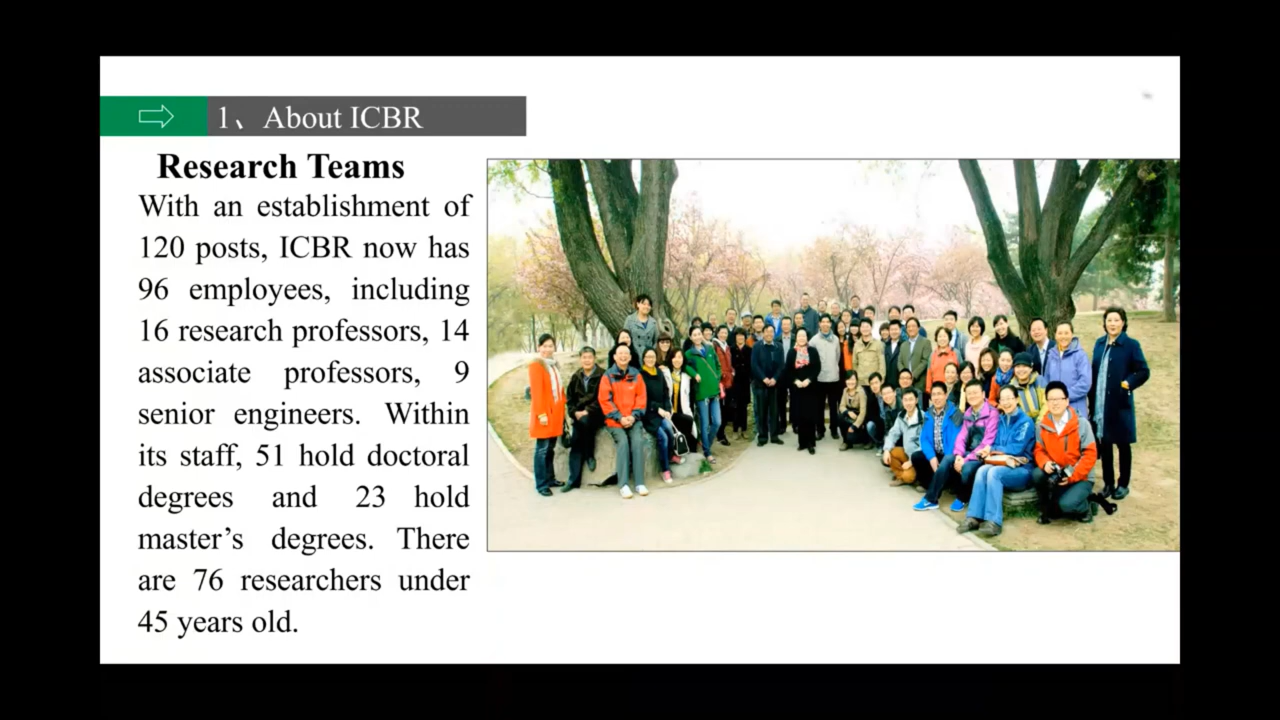 1、About ICBR
Research Teams
With an establishment of
120 posts, ICBR now has
96 employees, including
16 research professors, 14
associate professors, 9
senior engineers. Within
its staff, 51 hold doctoral
degrees and 23 hold
master’s degrees. There
are 76 researchers under
45 years old.